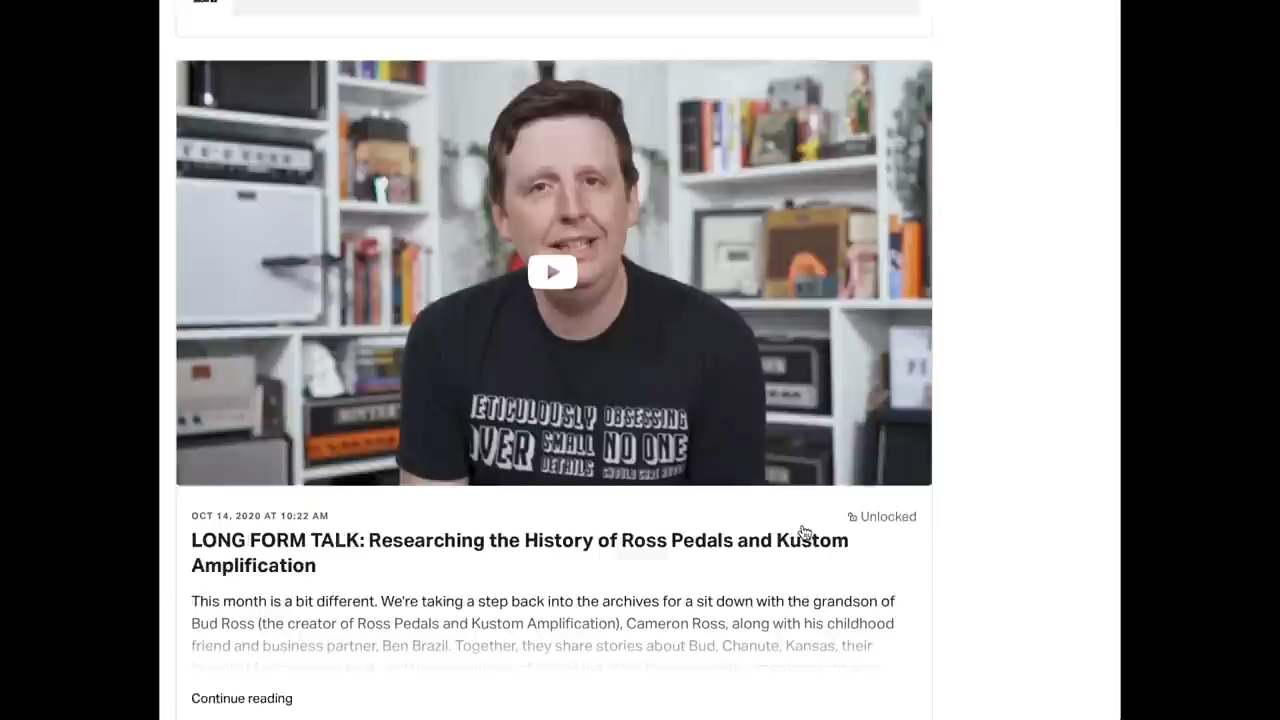 METICULOUSLY OBSESSING
OVER SMALL NO ONE
DETAILS SHOULD CARE ABOUT
OCT 14, 2020 AT 10:22 AM
Unlocked
LONG FORM TALK: Researching the History of Ross Pedals and Kustom
Amplification
This month is a bit different. We're taking a step back into the archives for a sit down with the grandson of
Bud Ross (the creator of Ross Pedals and Kustom Amplification), Cameron Ross, along with his childhood
friend and business partner, Ben Brazil. Together, they share stories about Bud, Chanute, Kansas, their
Continue reading